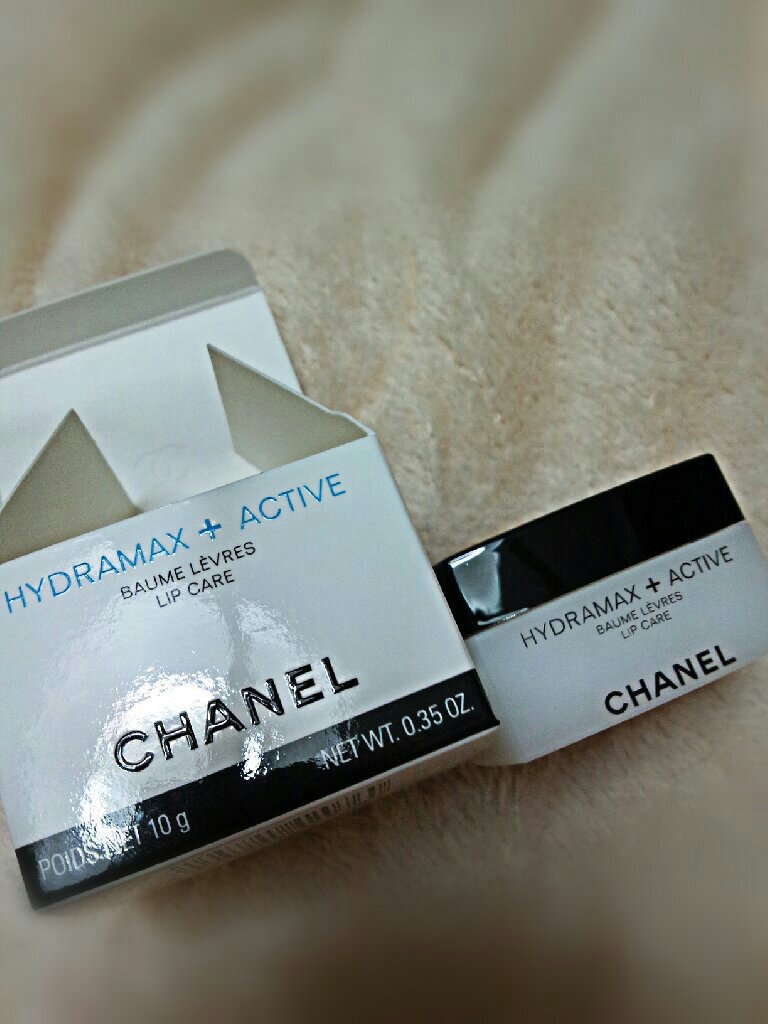 HYDRAMAX + ACTIVE
BAUME LÈVRES
LIP CARE
CHANEL
NET WT. 0.35 OZ.
POIDS NET 10 g
HYDRAMAX + ACTIVE
BAUME LÈVRES
LIP CARE
CHANEL